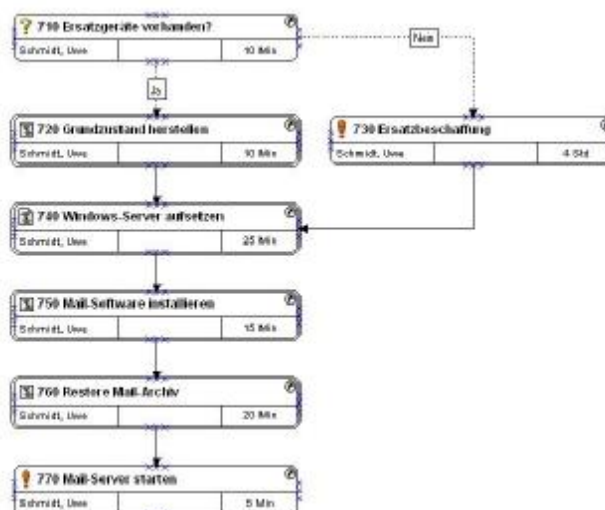 710 Ersatzgeräte vorhanden?
Schmidt, Uwe 10 Min
Nein
Ja
720 Grundzustand herstellen
Schmidt, Uwe 10 Min
730 Ersatzbeschaffung
Schmidt, Uwe 4 Std
740 Windows-Server aufsetzen
Schmidt, Uwe 25 Min
750 Mail-Software installieren
Schmidt, Uwe 15 Min
760 Restore Mail-Archiv
Schmidt, Uwe 20 Min
770 Mail-Server starten
Schmidt, Uwe 5 Min